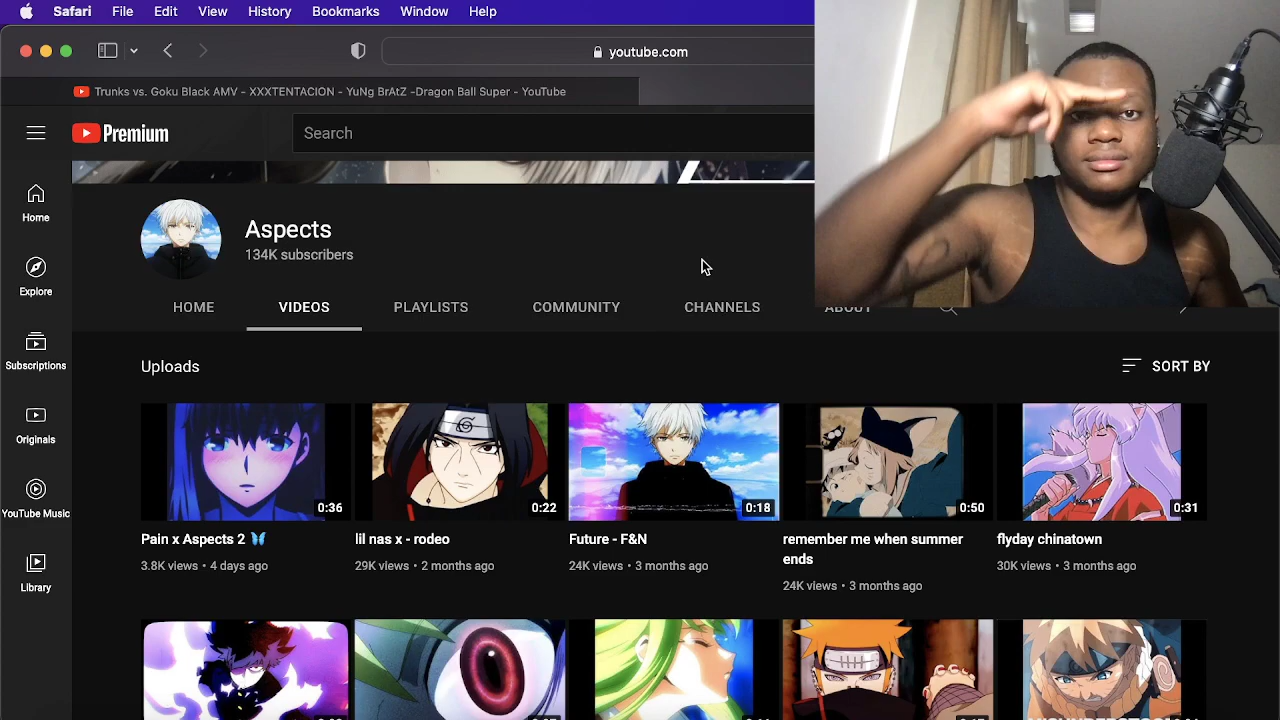 Safari File Edit View History Bookmarks Window Help
youtube.com
Trunks vs. Goku Black AMV - XXXTENTACION - YuNg BrAtZ -Dragon Ball Super - YouTube
Premium
Search
Home
Explore
Subscriptions
Originals
YouTube Music
Library
Aspects
134K subscribers
HOME VIDEOS PLAYLISTS COMMUNITY CHANNELS ABOUT
Uploads
SORT BY
0:36 0:22 0:18 0:50 0:31
Pain x Aspects 2 🦋
3.8K views • 4 days ago
lil nas x - rodeo
29K views • 2 months ago
Future - F&N
24K views • 3 months ago
remember me when summer
ends
24K views • 3 months ago
flyday chinatown
30K views • 3 months ago